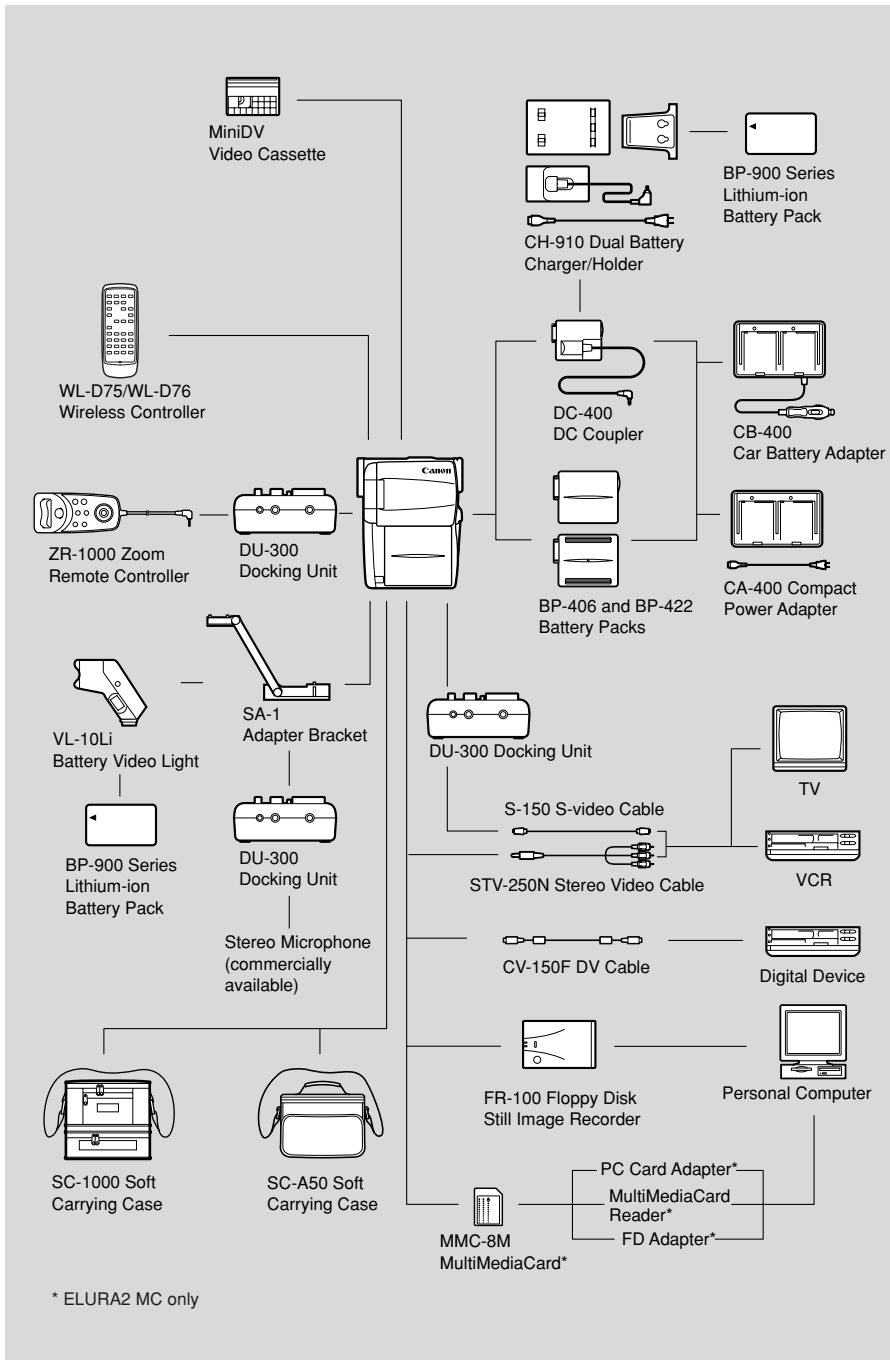 MiniDV
Video Cassette
BP-900 Series
Lithium-ion
Battery Pack
CH-910 Dual Battery
Charger/Holder
WL-D75/WL-D76
Wireless Controller
DC-400
DC Coupler
CB-400
Car Battery Adapter
Canon
ZR-1000 Zoom
Remote Controller
DU-300
Docking Unit
BP-406 and BP-422
Battery Packs
CA-400 Compact
Power Adapter
VL-10Li
Battery Video Light
SA-1
Adapter Bracket
DU-300 Docking Unit
TV
BP-900 Series
Lithium-ion
Battery Pack
DU-300
Docking Unit
S-150 S-video Cable
STV-250N Stereo Video Cable
VCR
Stereo Microphone
(commercially
available)
CV-150F DV Cable
Digital Device
FR-100 Floppy Disk
Still Image Recorder
Personal Computer
SC-1000 Soft
Carrying Case
SC-A50 Soft
Carrying Case
MMC-8M
MultiMediaCard*
PC Card Adapter*
MultiMediaCard
Reader*
FD Adapter*
* ELURA2 MC only